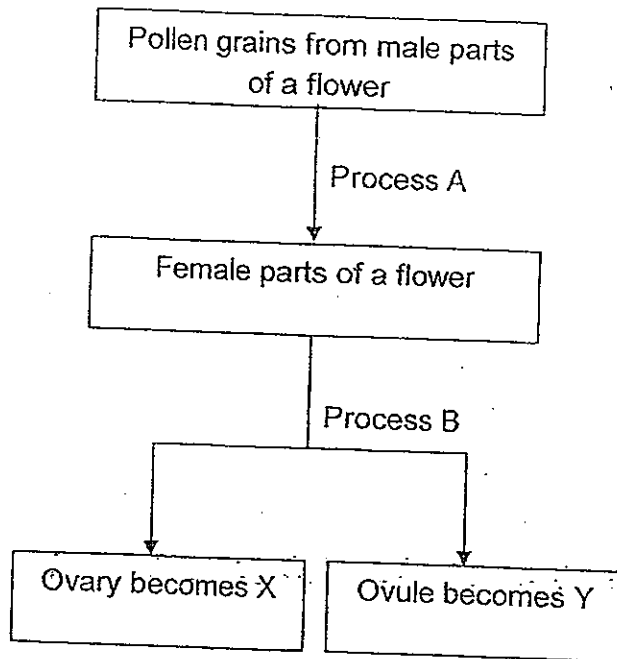 Pollen grains from male parts
of a flower
Process A
Female parts of a flower
Process B
Ovary becomes X
Ovule becomes Y